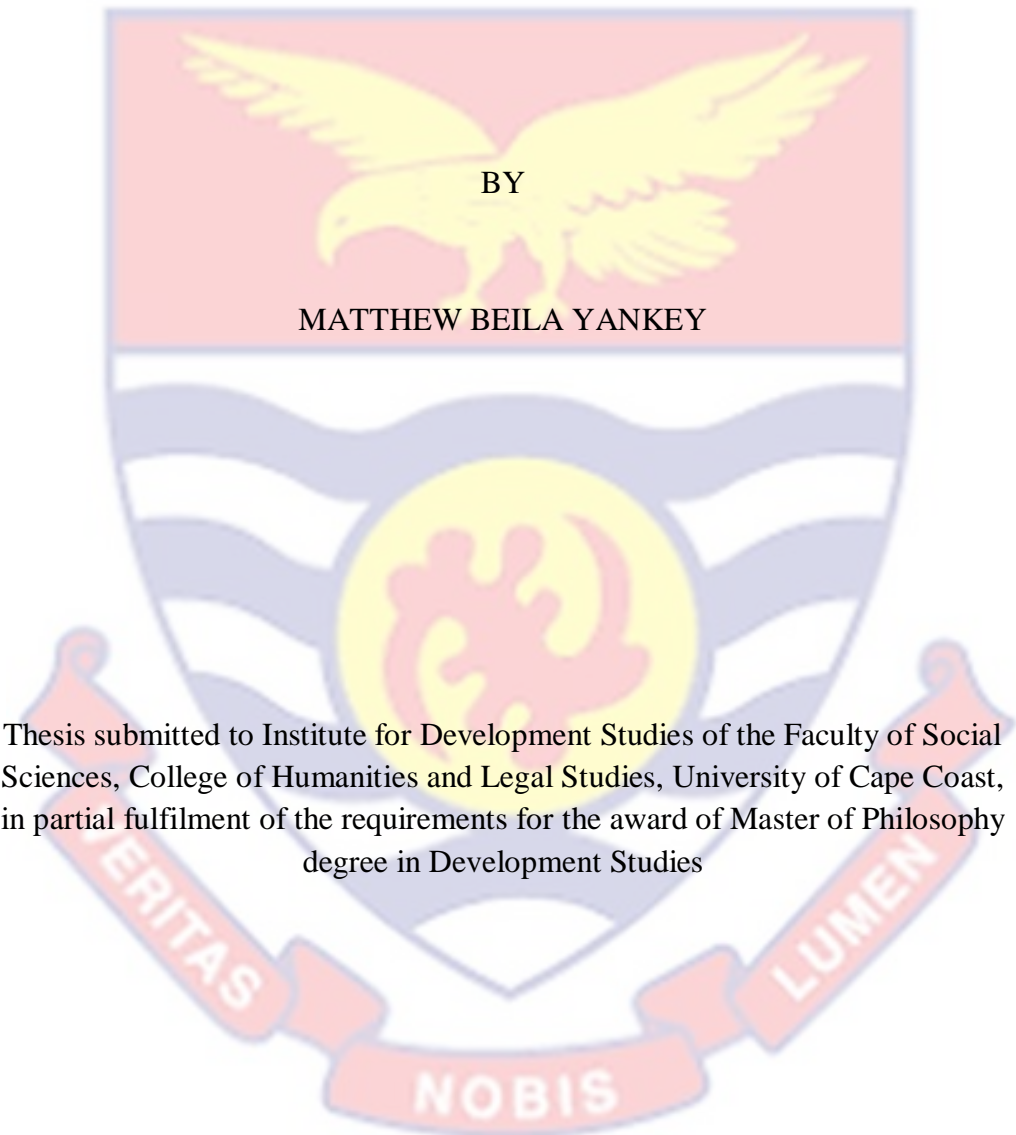 BY
MATTHEW BEILA YANKEY
Thesis submitted to Institute for Development Studies of the Faculty of Social
Sciences, College of Humanities and Legal Studies, University of Cape Coast,
in partial fulfilment of the requirements for the award of Master of Philosophy
degree in Development Studies
VERITAS
NOBIS
LUMEN